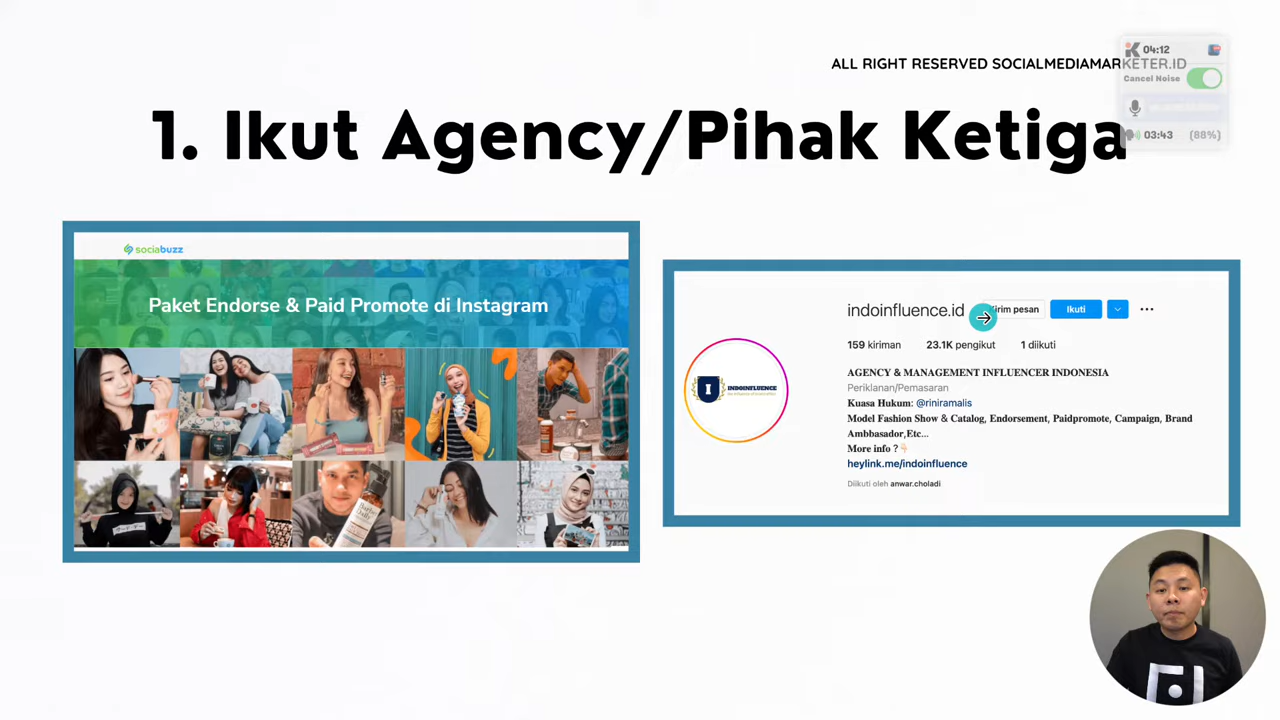 04:12
ALL RIGHT RESERVED SOCIALMEDIAMARKETER.ID
Cancel Noise
03:43 (88%)
1. Ikut Agency/Pihak Ketiga
sociabuzz
Paket Endorse & Paid Promote di Instagram
indoinfluence.id Kirim pesan Ikuti
159 kiriman 23.1K pengikut 1 diikuti
AGENCY & MANAGEMENT INFLUENCER INDONESIA
Periklanan/Pemasaran
Kuasa Hukum: @riniramalis
Model Fashion Show & Catalog, Endorsement, Paidpromote, Campaign, Brand
Ambbasador,Etc...
More info ?👇🏻
heylink.me/indoinfluence
Diikuti oleh anwar.choladi
I INDOINFLUENCE